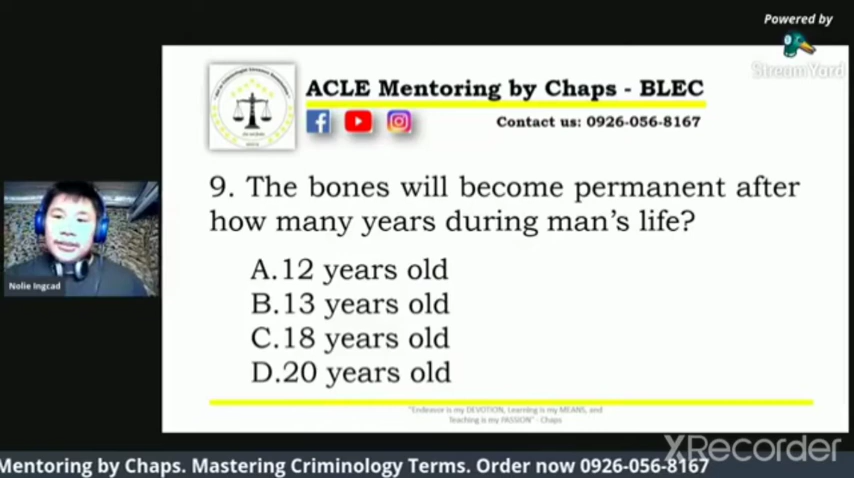 Powered by
StreamYard
ACLE Mentoring by Chaps - BLEC
Contact us: 0926-056-8167
9. The bones will become permanent after
how many years during man's life?
A.12 years old
B.13 years old
C.18 years old
D.20 years old
Nolie Ingcad
"Endeavor is my DEVOTION, Learning is my MEANS, and
Teaching is my PASSION" - Chaps
XRecorder
Mentoring by Chaps. Mastering Criminology Terms. Order now 0926-056-8167